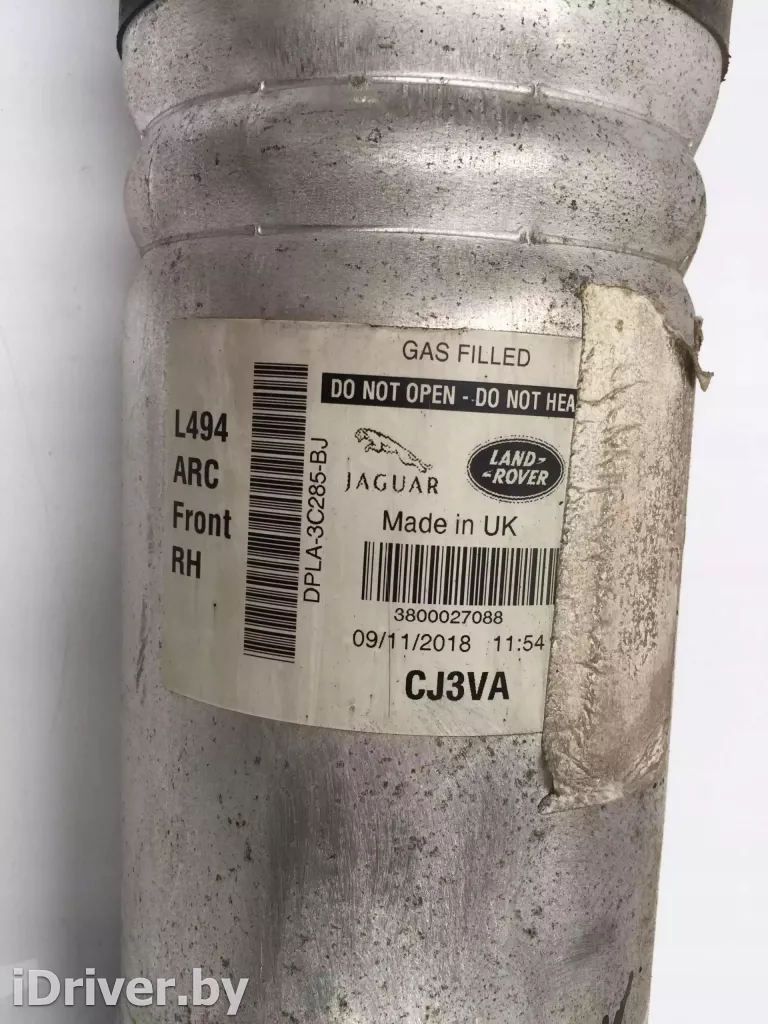 GAS FILLED
DO NOT OPEN - DO NOT HEA
L494
ARC
Front
RH
DPLA-3C285-BJ
JAGUAR
LAND-
-ROVER
Made in UK
3800027088
09/11/2018 11:54
CJ3VA
iDriver.by